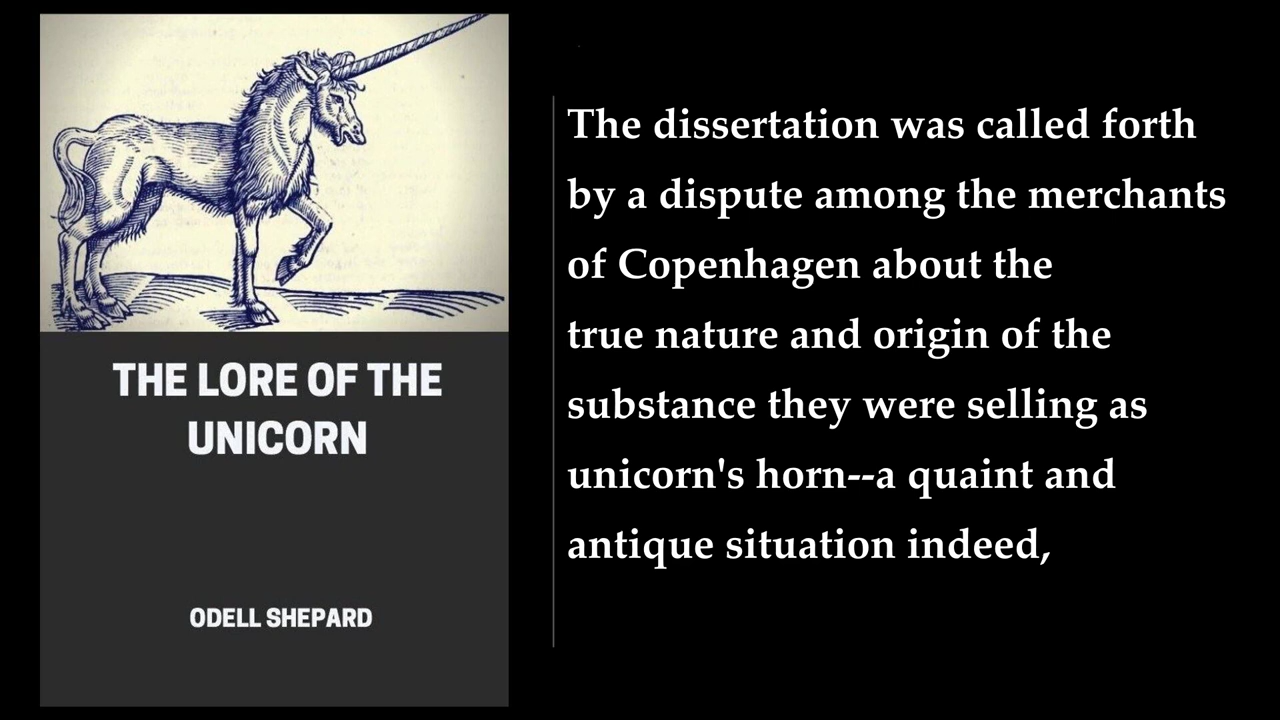 THE LORE OF THE
UNICORN
ODELL SHEPARD
The dissertation was called forth
by a dispute among the merchants
of Copenhagen about the
true nature and origin of the
substance they were selling as
unicorn's horn--a quaint and
antique situation indeed,